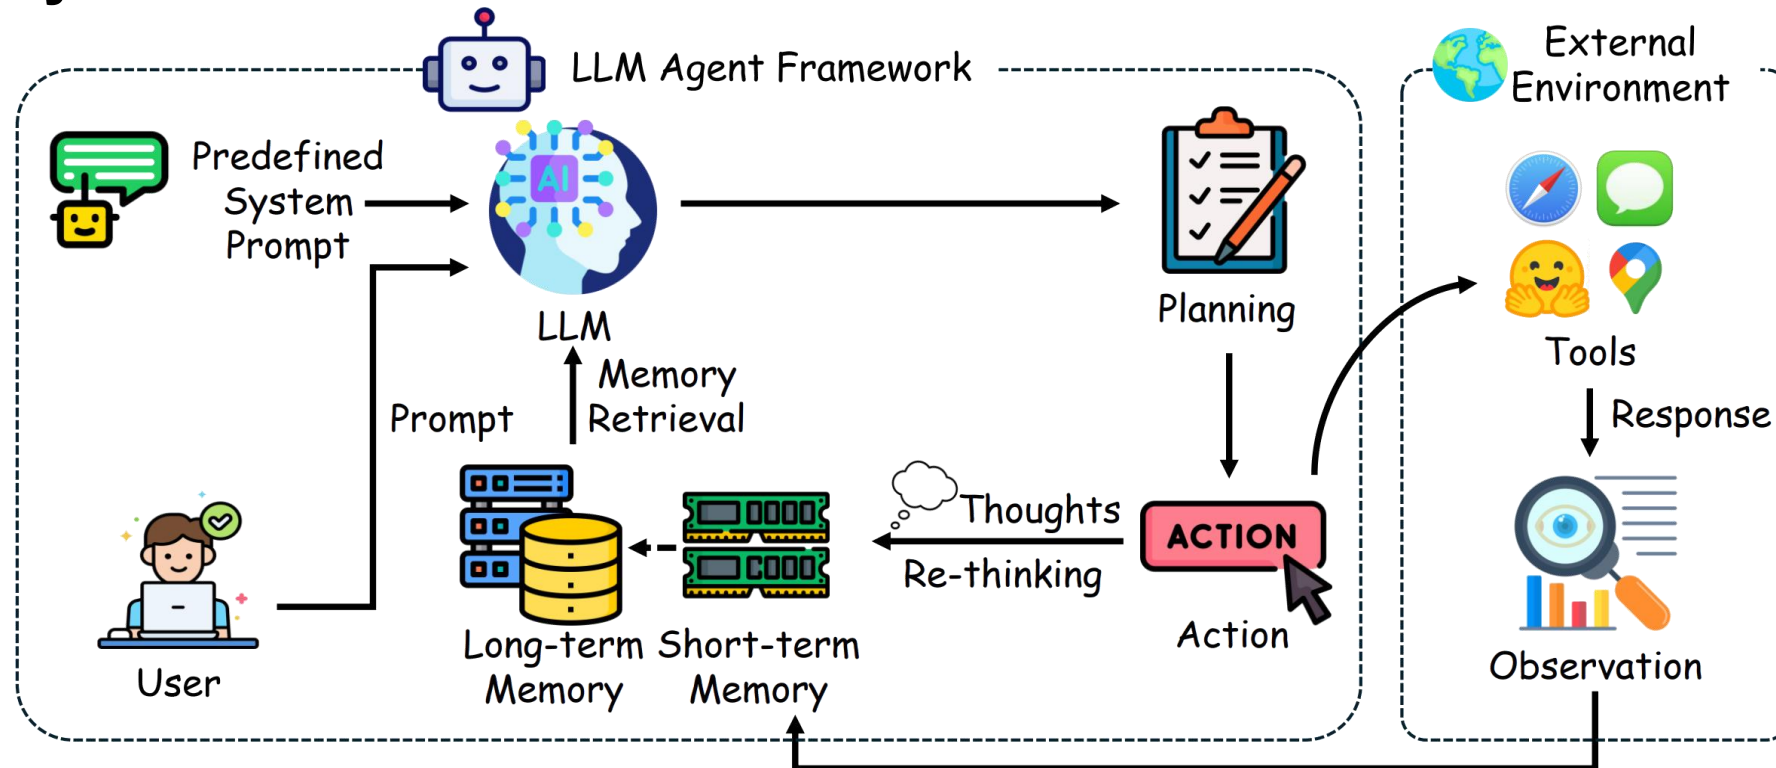 LLM Agent Framework
External
Environment
Predefined
System
Prompt
AI
LLM
Planning
Tools
Memory
Retrieval
Prompt
Response
Thoughts
Re-thinking
ACTION
Action
User
Long-term
Memory
Short-term
Memory
Observation